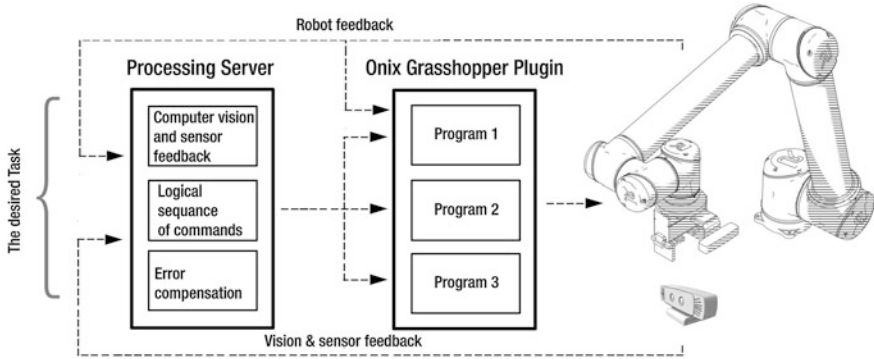 Robot feedback
Processing Server
Onix Grasshopper Plugin
The desired Task
Computer vision
and sensor
feedback
Logical
sequence
of commands
Error
compensation
Program 1
Program 2
Program 3
Vision & sensor feedback